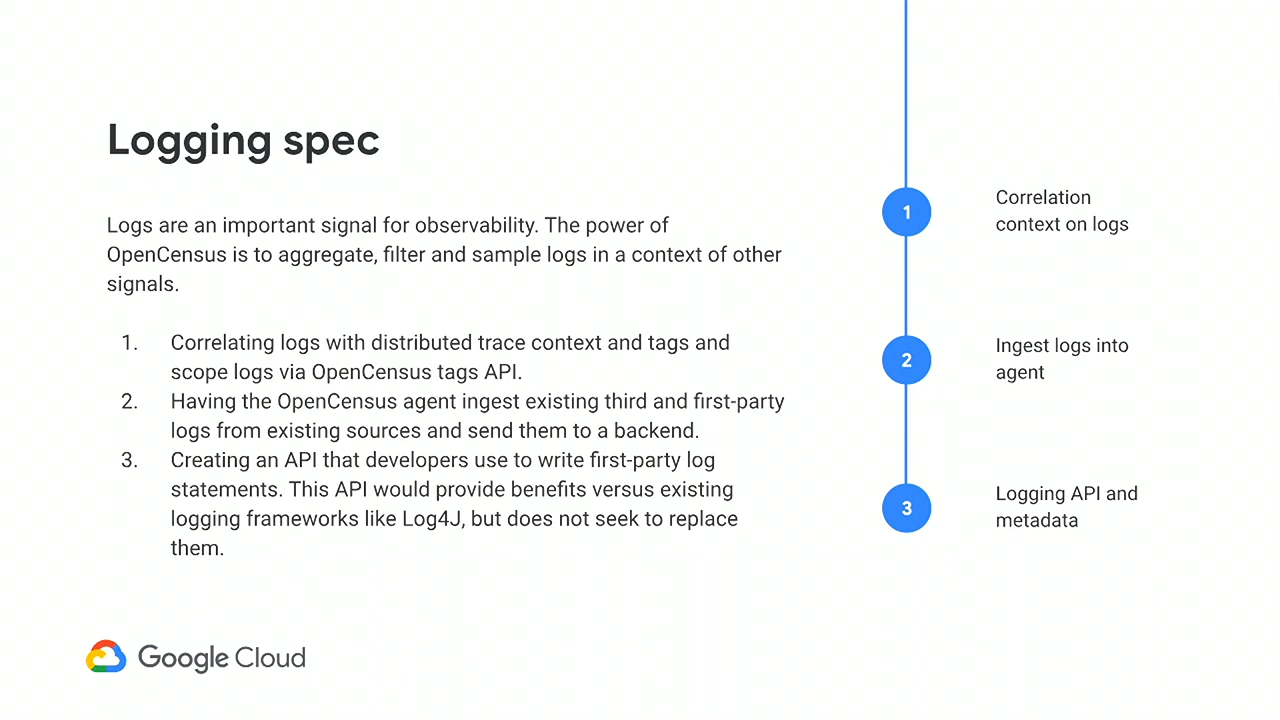 Logging spec
Logs are an important signal for observability. The power of
OpenCensus is to aggregate, filter and sample logs in a context of other
signals.
1. Correlating logs with distributed trace context and tags and
scope logs via OpenCensus tags API.
2. Having the OpenCensus agent ingest existing third and first-party
logs from existing sources and send them to a backend.
3. Creating an API that developers use to write first-party log
statements. This API would provide benefits versus existing
logging frameworks like Log4J, but does not seek to replace
them.
1
Correlation
context on logs
2
Ingest logs into
agent
3
Logging API and
metadata
Google Cloud